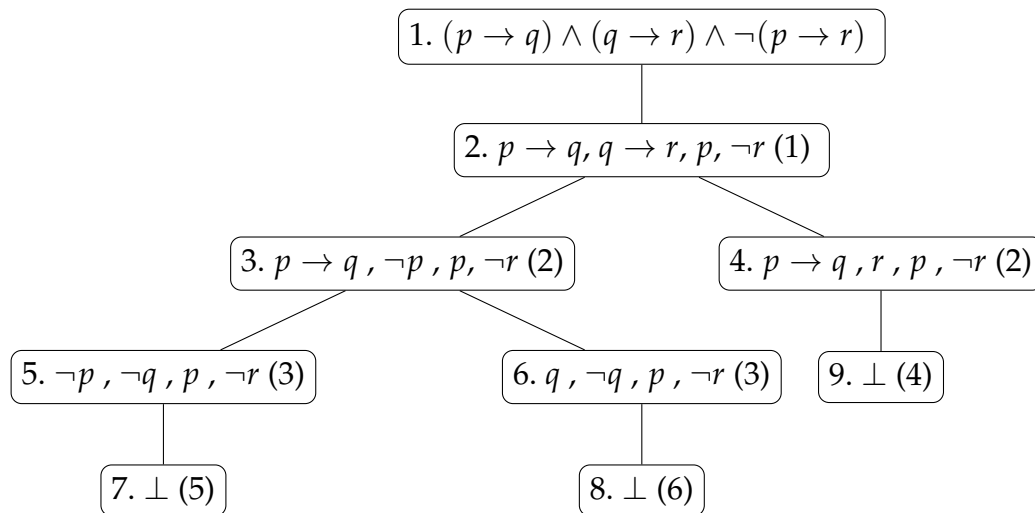 1. (p → q) ∧ (q → r) ∧ ¬(p → r)
2. p → q, q → r, p, ¬r (1)
3. p → q , ¬p , p, ¬r (2)
4. p → q , r , p , ¬r (2)
5. ¬p , ¬q , p , ¬r (3)
6. q , ¬q , p , ¬r (3)
9. ⊥ (4)
7. ⊥ (5)
8. ⊥ (6)